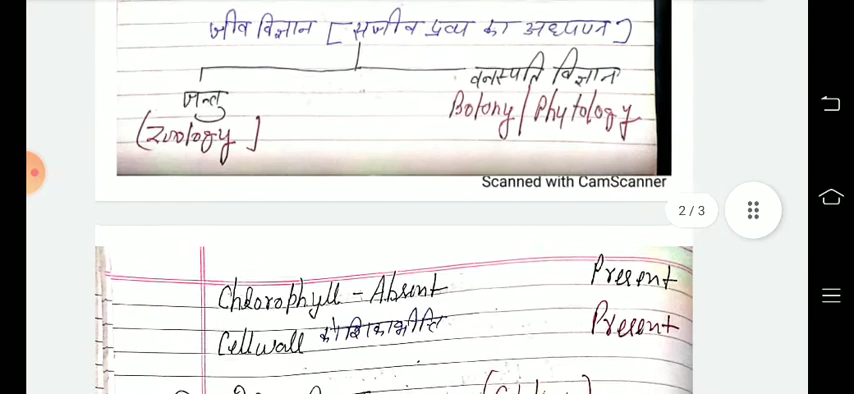 जीव विज्ञान [सजीव द्रव्य का अध्ययन]
जन्तु
वनस्पति विज्ञान
(Zoology]
Botony/Phytology
Scanned with CamScanner
2/3
Chlorophyll - Absent Present
Cellwall कोशिकाभीत्ति Present